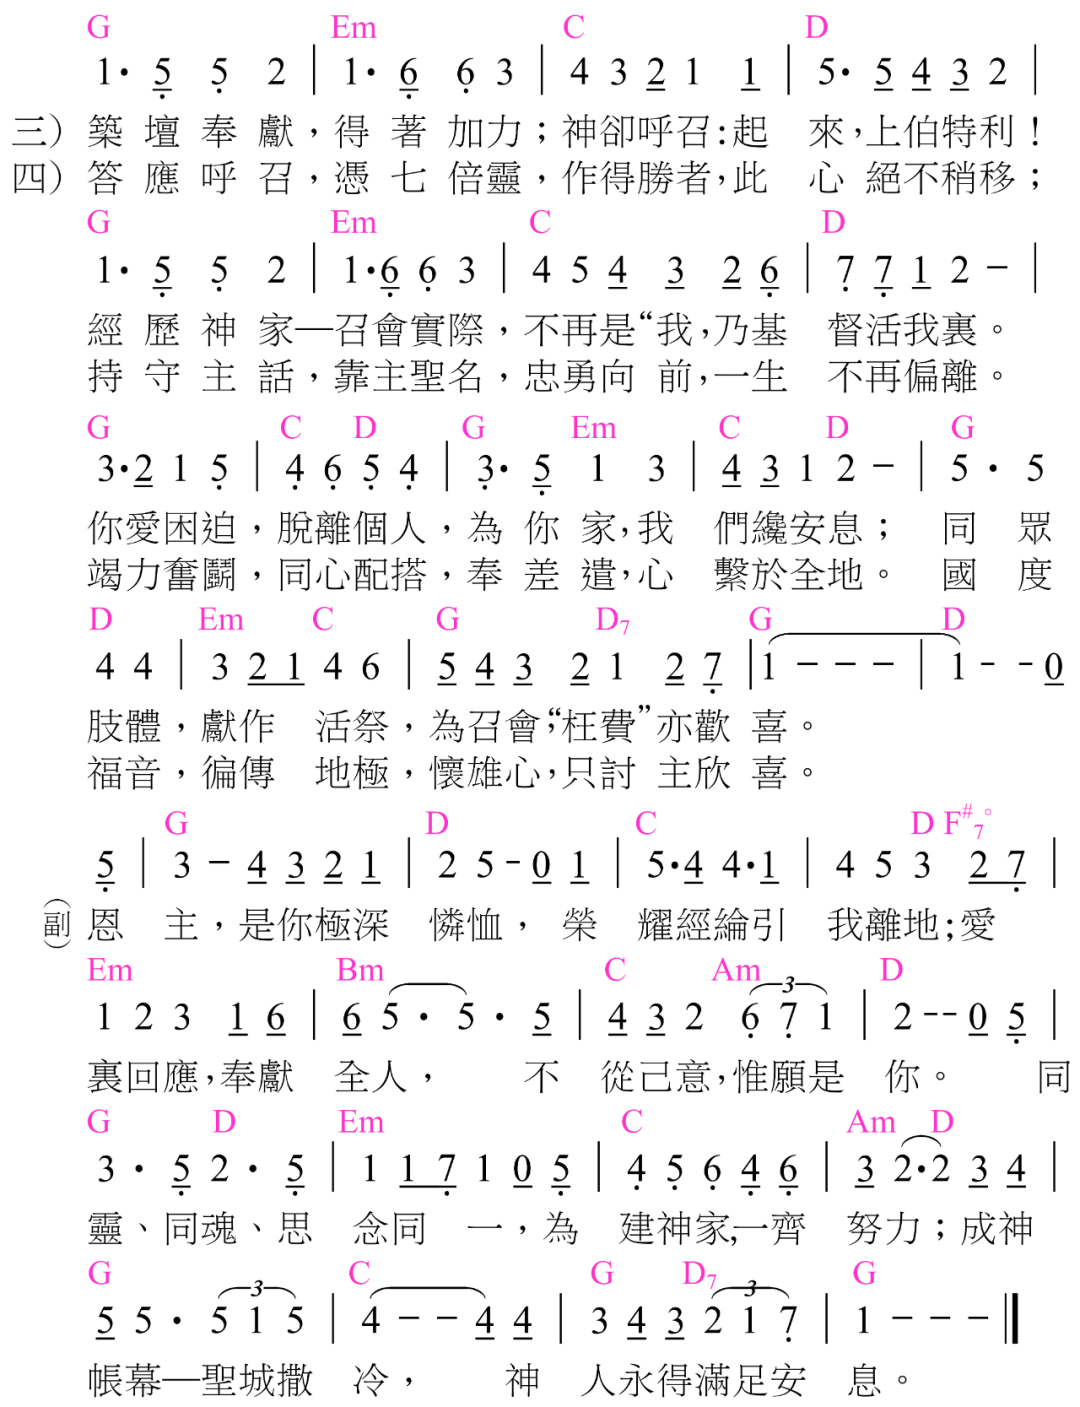 G Em C D
1· 5 5 2 | 1· 6 6 3 | 4 3 2 1 1 | 5· 5 4 3 2 |
三）築壇奉獻，得著加力；神卻呼召:起 來，上伯特利！
四）答應呼召，憑七倍靈，作得勝者，此 心絕不稍移；
G Em C D
1· 5 5 2 | 1·6 6 3 | 4 5 4 3 2 6 | 7 7 1 2 – |
經歷神家—召會實際，不再是“我，乃基 督活我裏。
持守主話，靠主聖名，忠勇向 前，一生 不再偏離。
G C D G Em C D G
3·2 1 5 | 4 6 5 4 | 3· 5 1 3 | 4 3 1 2 – | 5 · 5
你愛困迫，脫離個人，為你家，我 們纔安息； 同 眾
竭力奮鬭，同心配搭，奉差遣，心 繫於全地。 國 度
D Em C G D7 G D
4 4 | 3 2 1 4 6 | 5 4 3 2 1 2 7 | 1 – – – | 1 - - 0
肢體，獻作 活祭，為召會；“枉費”亦歡 喜。
福音，徧傳 地極，懷雄心，只討 主欣 喜。
G D C D F#7°
5 | 3 – 4 3 2 1 | 2 5 - 0 1 | 5·4 4·1 | 4 5 3 2 7 |
（副）恩 主，是你極深 憐恤， 榮 耀經綸引 我離地；愛
Em Bm C Am D
1 2 3 1 6 | 6 5 · 5 · 5 | 4 3 2 3 6 7 1 | 2 - - 0 5 |
裏回應，奉獻 全人， 不 從己意，惟願是 你。 同
G D Em C Am D
3 · 5 2 · 5 | 1 1 7 1 0 5 | 4 5 6 4 6 | 3 2·2 3 4 |
靈、同魂、思 念同 一，為 建神家，一齊 努力；成神
G C G D7 G
5 5 · 3 5 1 5 | 4 – – 4 4 | 3 4 3 3 2 1 7 | 1 – – – ||
帳幕—聖城撒 冷， 神 人永得滿足安 息。